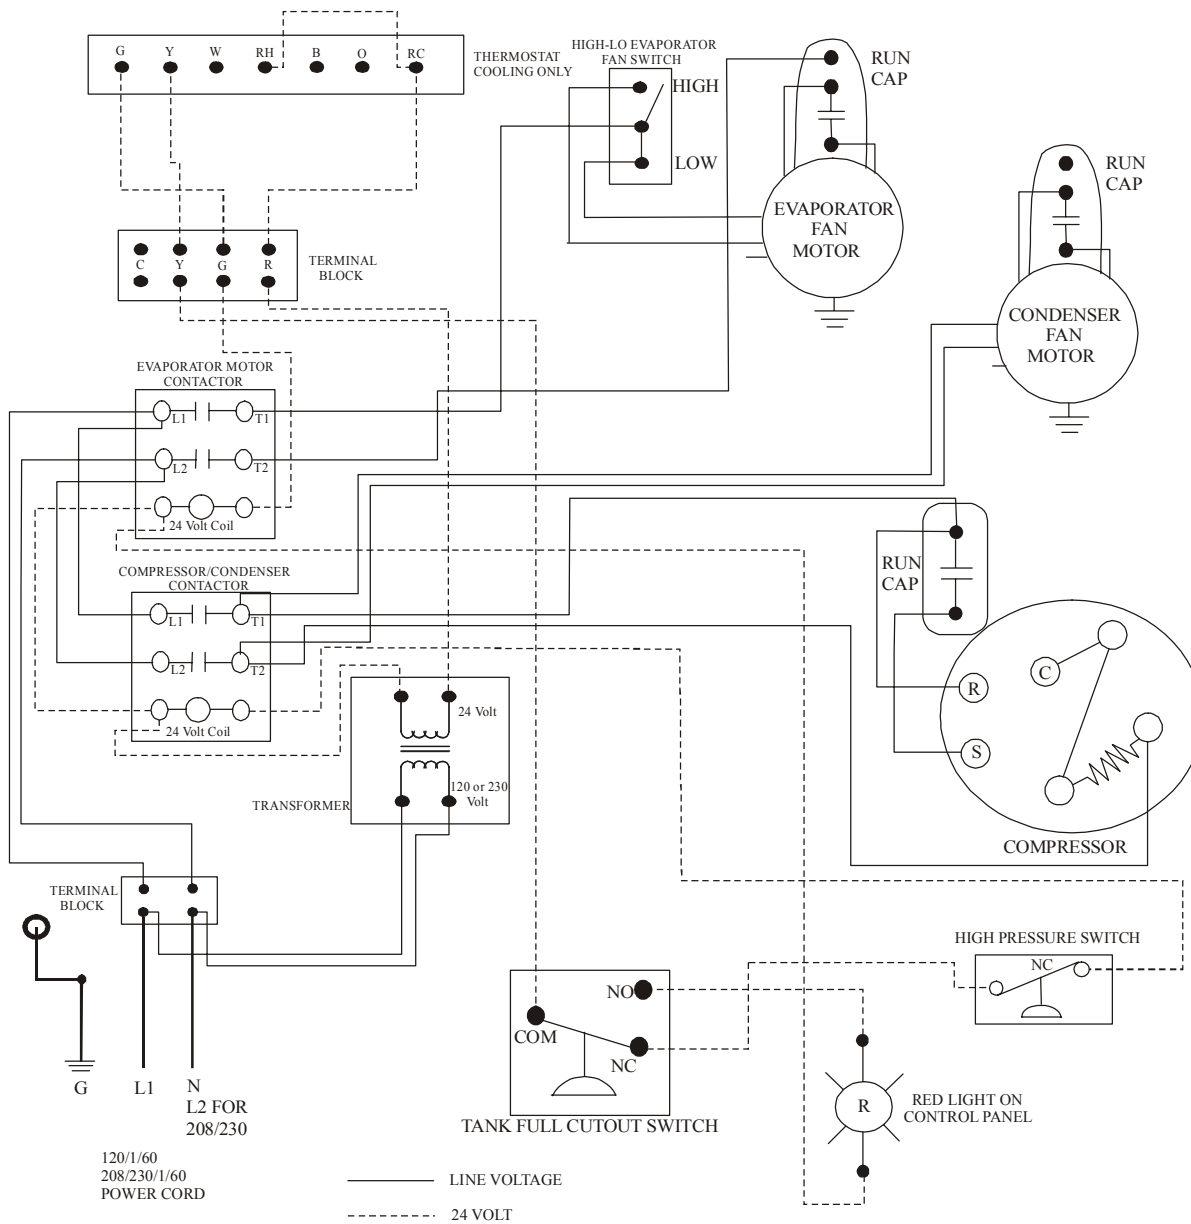 G Y W RH B O RC
THERMOSTAT
COOLING ONLY
HIGH-LO EVAPORATOR
FAN SWITCH
HIGH
LOW
RUN
CAP
EVAPORATOR
FAN
MOTOR
RUN
CAP
CONDENSER
FAN
MOTOR
C Y G R
TERMINAL
BLOCK
EVAPORATOR MOTOR
CONTACTOR
L1 T1
L2 T2
24 Volt Coil
COMPRESSOR/CONDENSER
CONTACTOR
L1 T1
L2 T2
24 Volt Coil
RUN
CAP
C
R
S
COMPRESSOR
24 Volt
120 or 230
Volt
TRANSFORMER
TERMINAL
BLOCK
G
L1
N
L2 FOR
208/230
120/1/60
208/230/1/60
POWER CORD
HIGH PRESSURE SWITCH
NC
NO
COM
NC
TANK FULL CUTOUT SWITCH
R
RED LIGHT ON
CONTROL PANEL
LINE VOLTAGE
24 VOLT